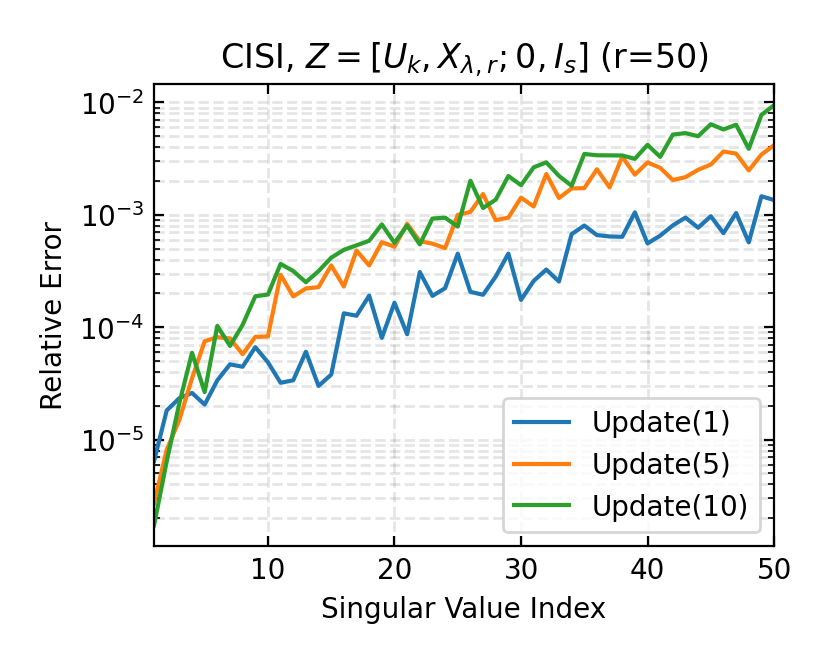 CISI, $Z = [U_k, X_{\lambda,r}; 0, I_s]$ (r=50)
Relative Error
$10^{-2}$
$10^{-3}$
$10^{-4}$
$10^{-5}$
Update(1)
Update(5)
Update(10)
10 20 30 40 50
Singular Value Index